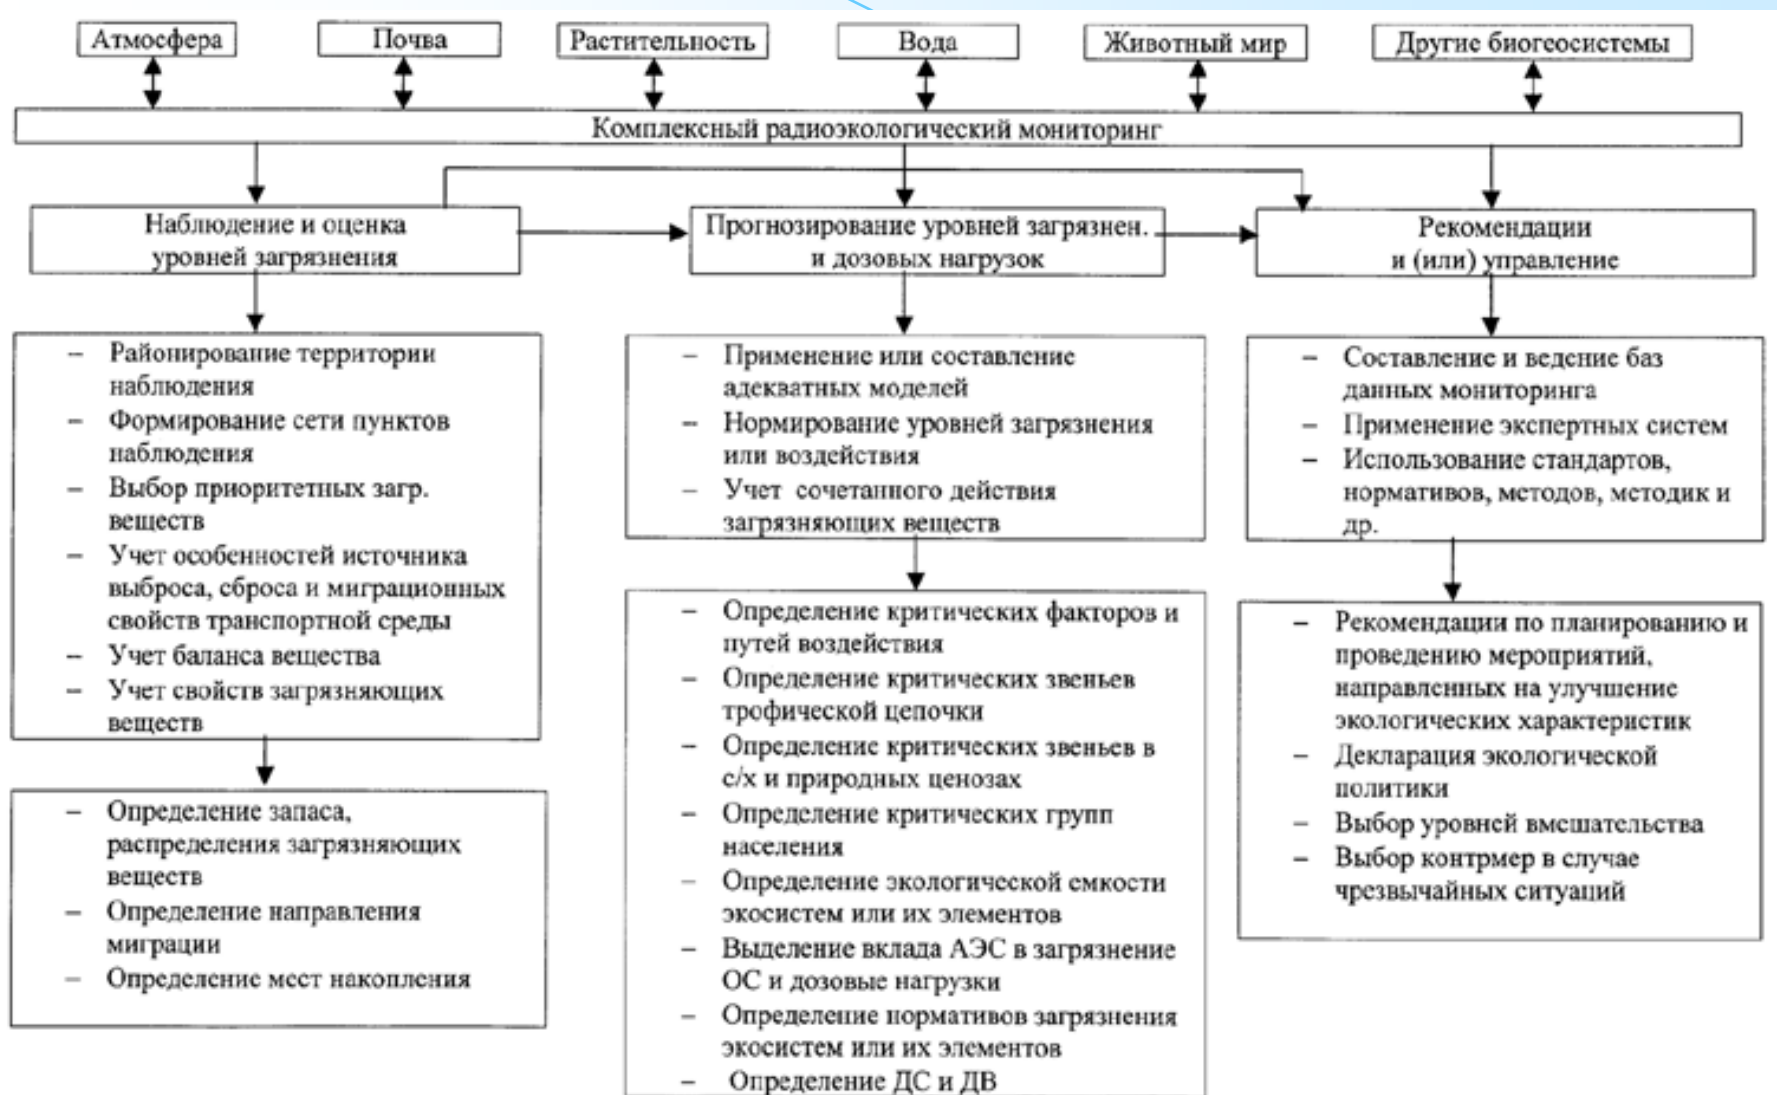 Атмосфера
Почва
Растительность
Вода
Животный мир
Другие биогеосистемы
Комплексный радиоэкологический мониторинг
Наблюдение и оценка
уровней загрязнения
Прогнозирование уровней загрязнен.
и дозовых нагрузок
Рекомендации
и (или) управление
– Районирование территории
наблюдения
– Формирование сети пунктов
наблюдения
– Выбор приоритетных загр.
веществ
– Учет особенностей источника
выброса, сброса и миграционных
свойств транспортной среды
– Учет баланса вещества
– Учет свойств загрязняющих
веществ
– Определение запаса,
распределения загрязняющих
веществ
– Определение направления
миграции
– Определение мест накопления
– Применение или составление
адекватных моделей
– Нормирование уровней загрязнения
или воздействия
– Учет сочетанного действия
загрязняющих веществ
– Определение критических факторов и
путей воздействия
– Определение критических звеньев
трофической цепочки
– Определение критических звеньев в
с/х и природных ценозах
– Определение критических групп
населения
– Определение экологической емкости
экосистем или их элементов
– Выделение вклада АЭС в загрязнение
ОС и дозовые нагрузки
– Определение нормативов загрязнения
экосистем или их элементов
– Определение ДС и ДВ
– Составление и ведение баз
данных мониторинга
– Применение экспертных систем
– Использование стандартов,
нормативов, методов, методик и
др.
– Рекомендации по планированию и
проведению мероприятий,
направленных на улучшение
экологических характеристик
– Декларация экологической
политики
– Выбор уровней вмешательства
– Выбор контрмер в случае
чрезвычайных ситуаций